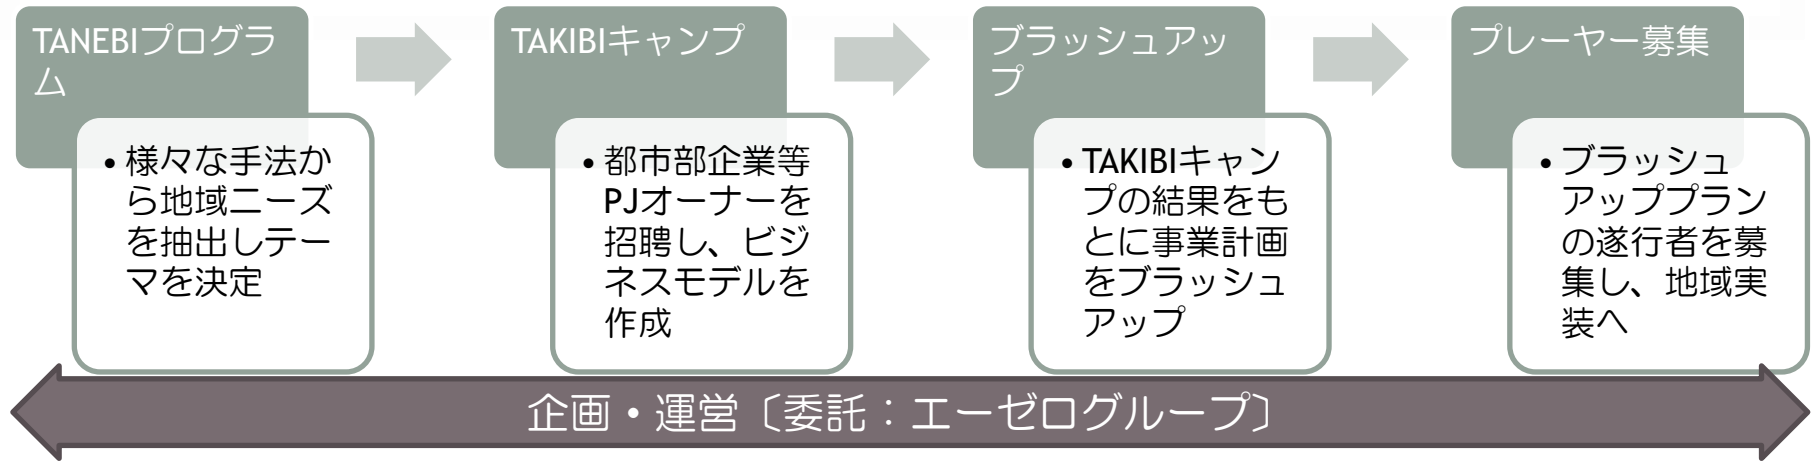 TANEBIプログラ
ム
• 様々な手法か
ら地域ニーズ
を抽出しテー
マを決定
TAKIBIキャンプ
• 都市部企業等
PJオーナーを
招聘し、ビジ
ネスモデルを
作成
ブラッシュアッ
プ
• TAKIBIキャン
プの結果をも
とに事業計画
をブラッシュ
アップ
プレーヤー募集
• ブラッシュ
アッププラン
の遂行者を募
集し、地域実
装へ
企画・運営〔委託：エーゼログループ〕